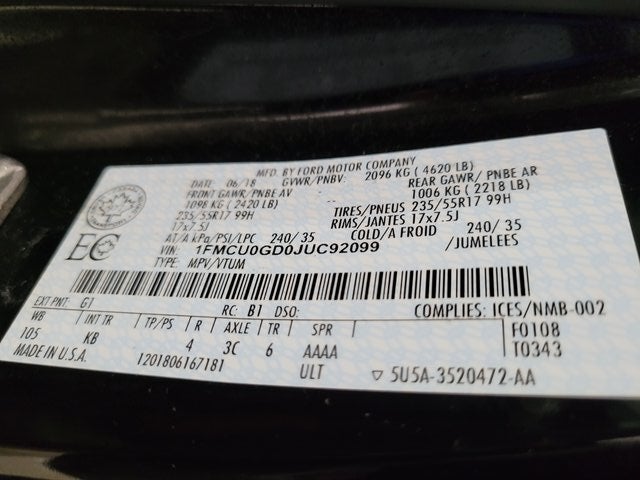 MFD. BY FORD MOTOR COMPANY
DATE: 06/18 GVWR/PNBV: 2096 KG ( 4620 LB)
FRONT GAWR/PNBE AV REAR GAWR/ PNBE AR
1098 KG ( 2420 LB) 1006 KG ( 2218 LB)
235/55R17 99H TIRES/PNEUS 235/55R17 99H
17x7.5J RIMS/JANTES 17x7.5J
AT/A kPa/PSI/LPC 240/ 35 COLD/A FROID 240/ 35
VIN: 1FMCU0GD0JUC92099 /JUMELEES
TYPE: MPV/VTUM
EC
EXT PNT: G1 RC: B1 DSO: COMPLIES: ICES/NMB-002
WB INT TR TP/PS R AXLE TR SPR F0108
105 KB 4 3C 6 AAAA T0343
MADE IN U.S.A. 1201806167181 ULT ▽ 5U5A-3520472-AA